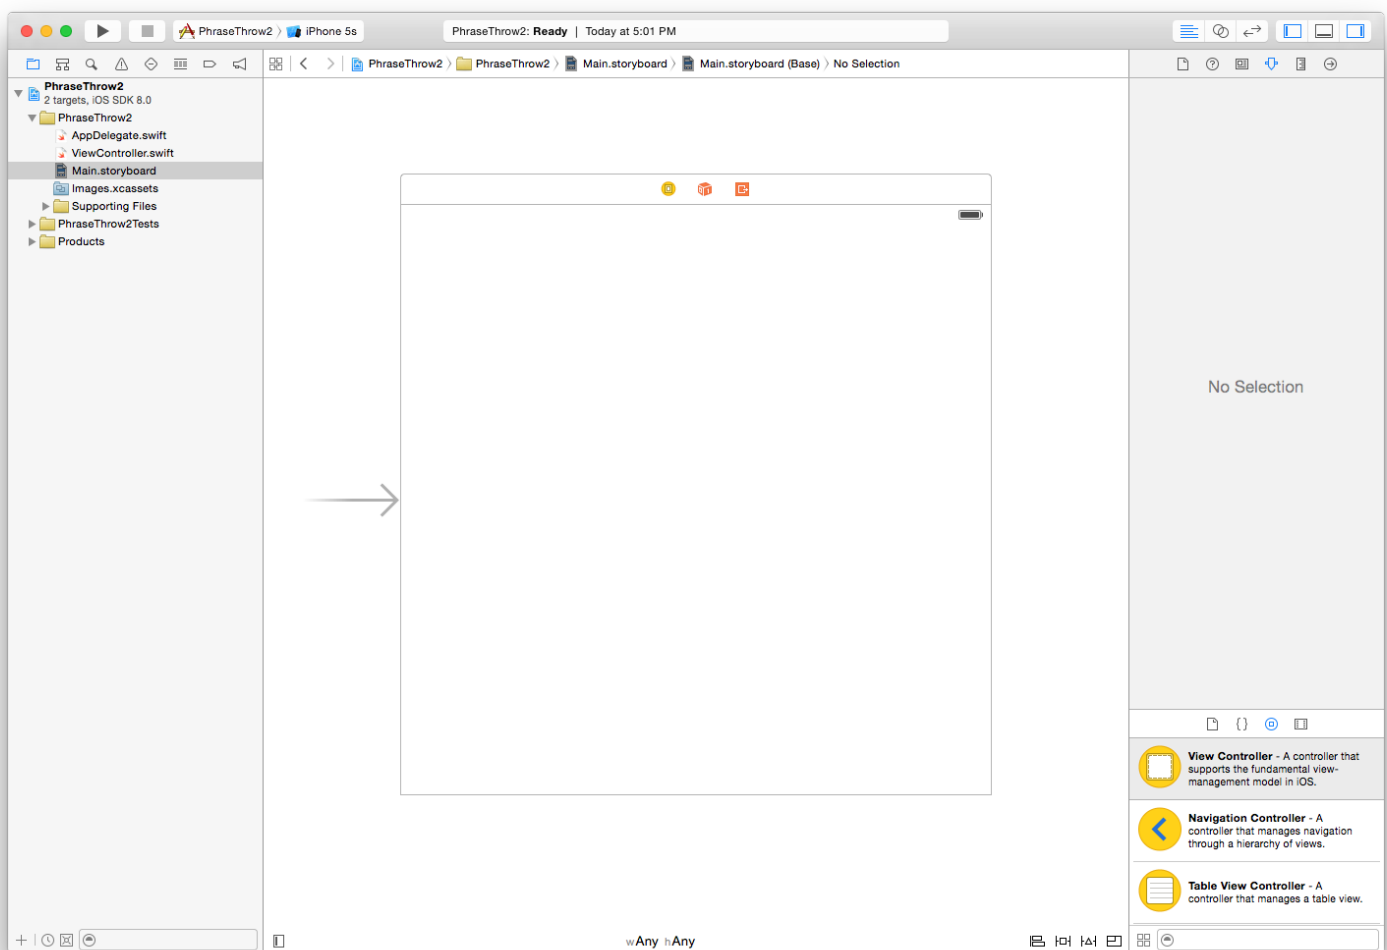 PhraseThrow2 〉 iPhone 5s
PhraseThrow2: Ready | Today at 5:01 PM
PhraseThrow2 〉 PhraseThrow2 〉 Main.storyboard 〉 Main.storyboard (Base) 〉 No Selection
PhraseThrow2
2 targets, iOS SDK 8.0
PhraseThrow2
AppDelegate.swift
ViewController.swift
Main.storyboard
Images.xcassets
Supporting Files
PhraseThrow2Tests
Products
No Selection
View Controller - A controller that
supports the fundamental view-
management model in iOS.
Navigation Controller - A
controller that manages navigation
through a hierarchy of views.
Table View Controller - A
controller that manages a table view.
wAny hAny